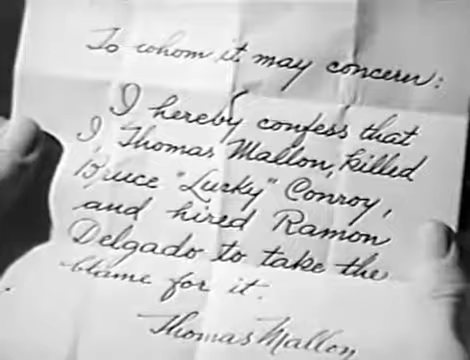 To whom it may concern:
I hereby confess that
I, Thomas Mallon, killed
Bruce "Lucky" Conroy,
and hired Ramon
Delgado to take the
blame for it.
Thomas Mallon